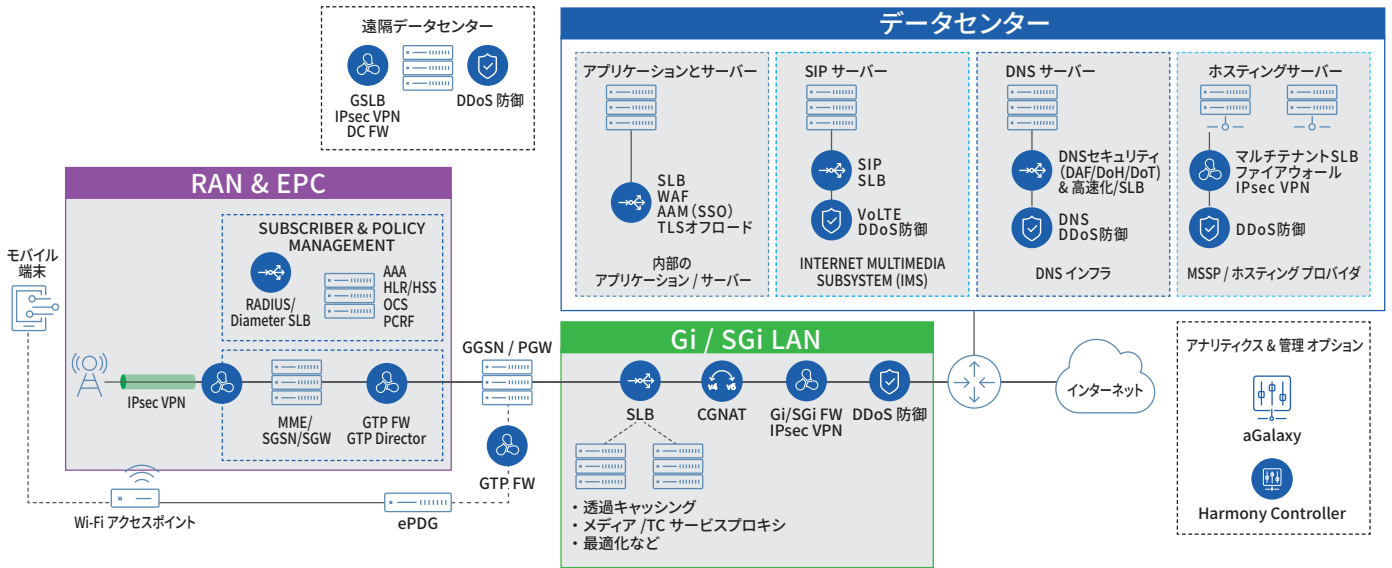 遠隔データセンター
GSLB
IPsec VPN
DC FW
DDoS 防御
データセンター
アプリケーションとサーバー
SLB
WAF
AAM（SSO）
TLSオフロード
内部の
アプリケーション / サーバー
SIP サーバー
SIP
SLB
VoLTE
DDoS防御
INTERNET MULTIMEDIA
SUBSYSTEM (IMS)
DNS サーバー
DNSセキュリティ
（DAF/DoH/DoT）
& 高速化/SLB
DNS
DDoS防御
DNS インフラ
ホスティングサーバー
マルチテナントSLB
ファイアウォール
IPsec VPN
DDoS防御
MSSP / ホスティング プロバイダ
RAN & EPC
SUBSCRIBER & POLICY
MANAGEMENT
RADIUS/
Diameter SLB
AAA
HLR/HSS
OCS
PCRF
モバイル
端末
IPsec VPN
MME/
SGSN/SGW
GTP FW
GTP Director
GGSN / PGW
GTP FW
Wi-Fi アクセスポイント
ePDG
Gi / SGi LAN
SLB
v4 v6
CGNAT
Gi/SGi FW
IPsec VPN
DDoS 防御
・透過キャッシング
・メディア /TC サービスプロキシ
・最適化など
インターネット
アナリティクス & 管理 オプション
aGalaxy
Harmony Controller